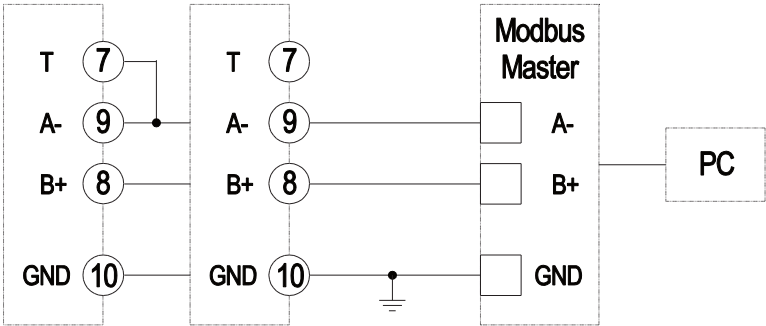 Modbus
Master
T 7 T 7
A- 9 A- 9 A-
B+ 8 B+ 8 B+
GND 10 GND 10 GND
PC